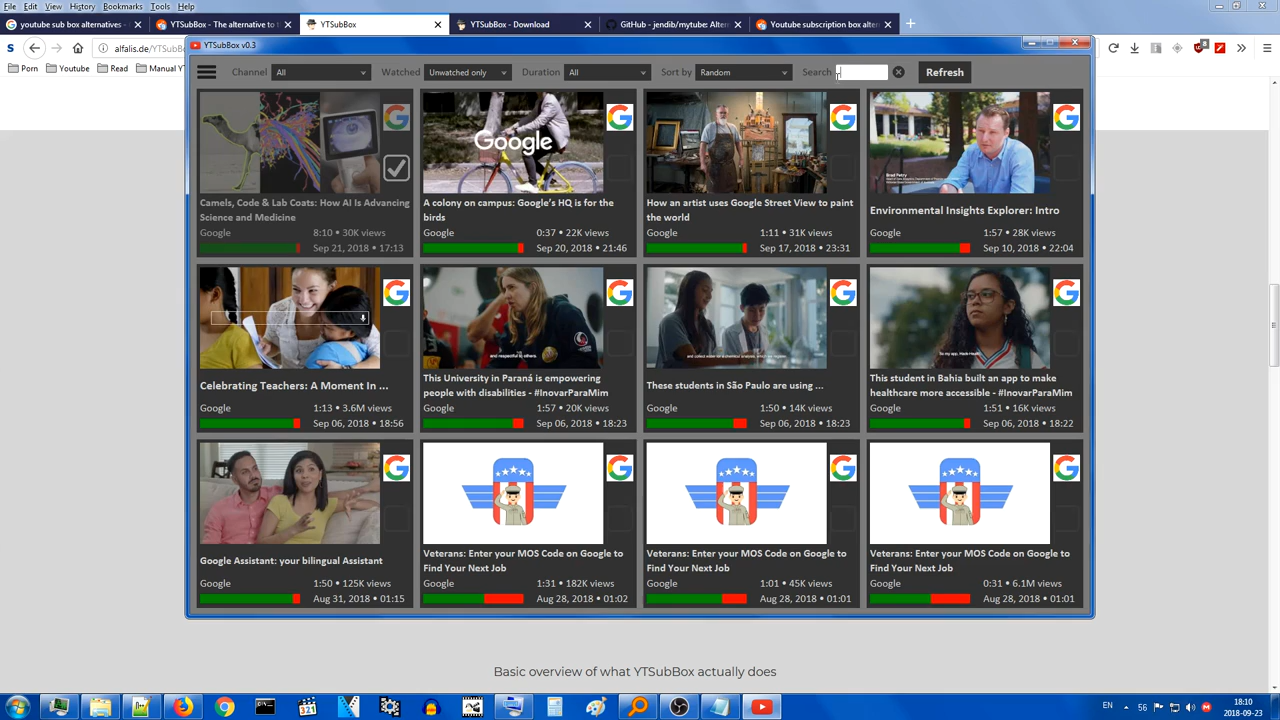 File Edit View History Bookmarks Tools
youtube sub box alternatives -
YTSubBox - The alternative to t
YTSubBox
YTSubBox - Download
GitHub - jendib/mytube: Alter
Youtube subscription box alter
alfalis.de/YTSub
Porn Youtube Read Manual YT
YTSubBox v0.3
Channel All Watched Unwatched only Duration All Sort by Random Search Refresh
Google
Brad Petry
Camels, Code & Lab Coats: How AI Is Advancing
Science and Medicine
Google 8:10 • 30K views
Sep 21, 2018 • 17:13
A colony on campus: Google's HQ is for the
birds
Google 0:37 • 22K views
Sep 20, 2018 • 21:46
How an artist uses Google Street View to paint
the world
Google 1:11 • 31K views
Sep 17, 2018 • 23:31
Environmental Insights Explorer: Intro
Google 1:57 • 28K views
Sep 10, 2018 • 22:04
and respectful to others.
Celebrating Teachers: A Moment In ...
Google 1:13 • 3.6M views
Sep 06, 2018 • 18:56
This University in Paraná is empowering
people with disabilities - #InovarParaMim
Google 1:57 • 20K views
Sep 06, 2018 • 18:23
These students in São Paulo are using ...
Google 1:50 • 14K views
Sep 06, 2018 • 18:23
This student in Bahia built an app to make
healthcare more accessible - #InovarParaMim
Google 1:51 • 16K views
Sep 06, 2018 • 18:22
Google Assistant: your bilingual Assistant
Google 1:50 • 125K views
Aug 31, 2018 • 01:15
Veterans: Enter your MOS Code on Google to
Find Your Next Job
Google 1:31 • 182K views
Aug 28, 2018 • 01:02
Veterans: Enter your MOS Code on Google to
Find Your Next Job
Google 1:01 • 45K views
Aug 28, 2018 • 01:01
Veterans: Enter your MOS Code on Google to
Find Your Next Job
Google 0:31 • 6.1M views
Aug 28, 2018 • 01:01
Basic overview of what YTSubBox actually does
EN 56 18:10
2018-09-23